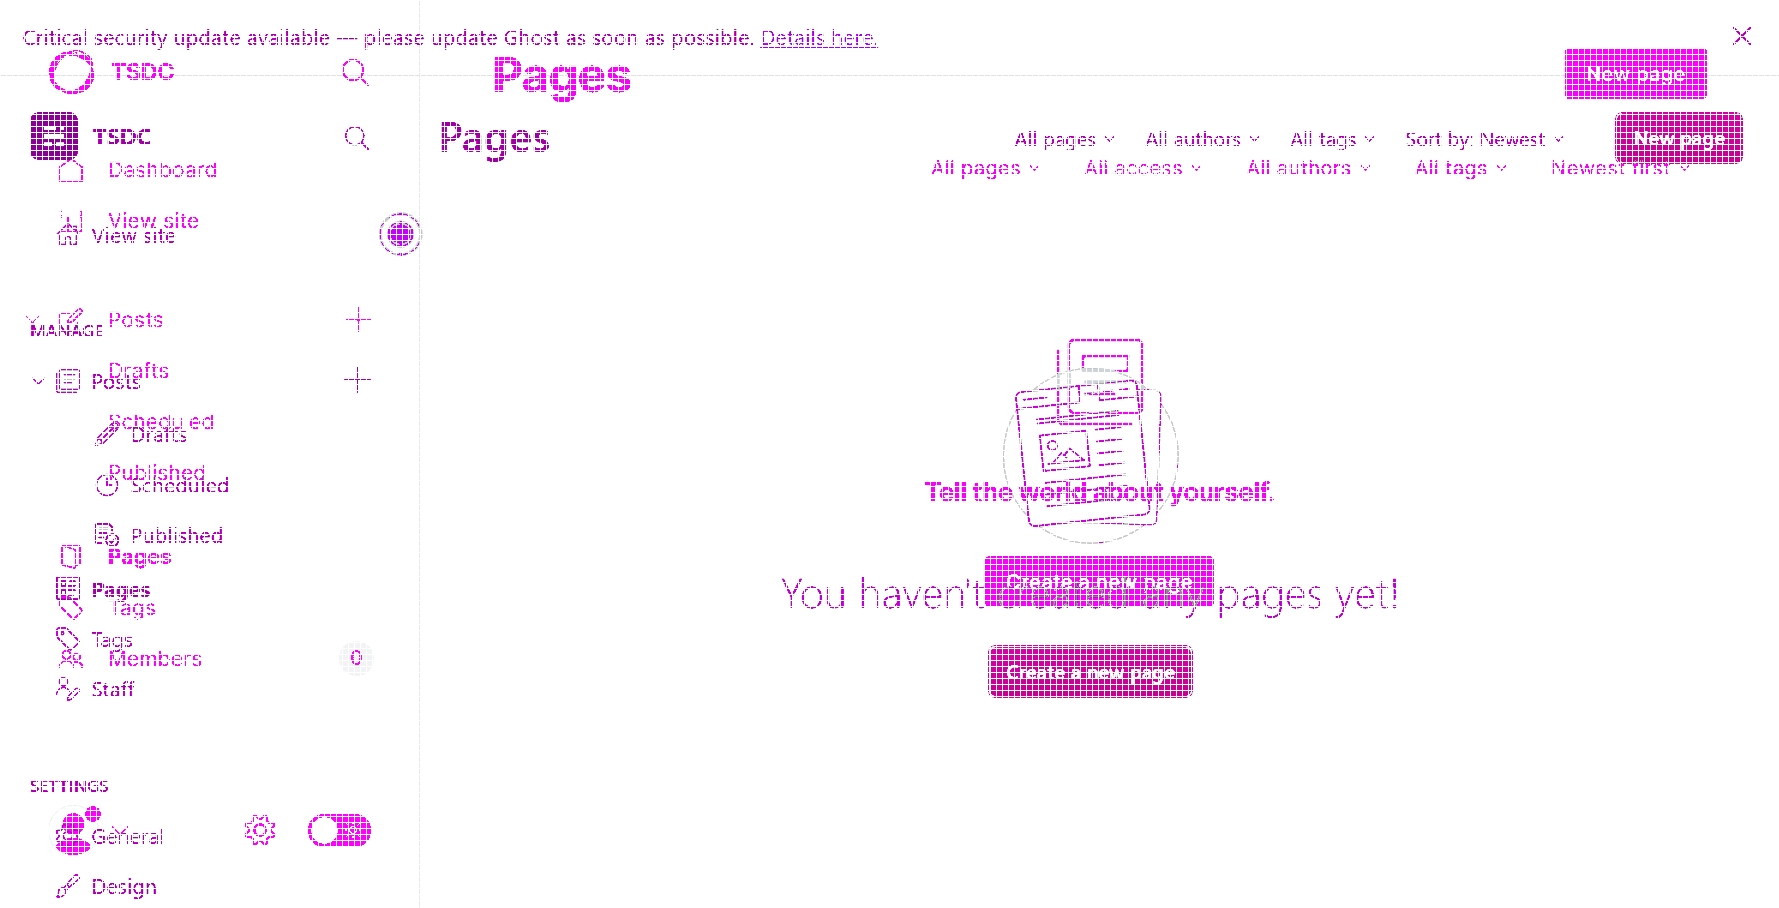 Critical security update available — please update Ghost as soon as possible. Details here.
TSDC
Pages
New page
TSDC
Pages
All pages
All authors
All tags
Sort by: Newest
New page
Dashboard
All pages
All access
All authors
All tags
Newest first
View site
View site
Posts
MANAGE
Drafts
Posts
Scheduled
Drafts
Published
Scheduled
Tell the world about yourself.
Published
Pages
Create a new page
Pages
You haven't
pages yet!
Tags
Tags
Members
0
Create a new page
Staff
SETTINGS
General
Design